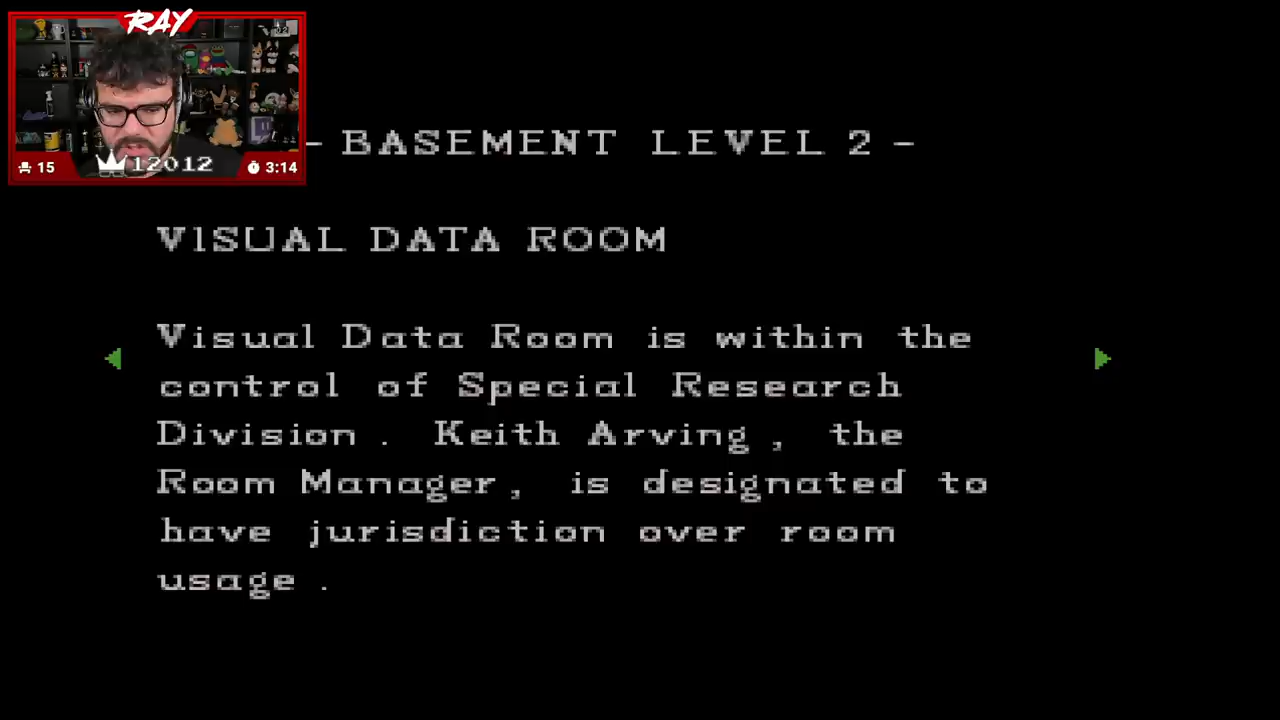 RAY
15
12012
3:14
- BASEMENT LEVEL 2 -
VISUAL DATA ROOM
Visual Data Room is within the
control of Special Research
Division. Keith Arving, the
Room Manager, is designated to
have jurisdiction over room
usage.